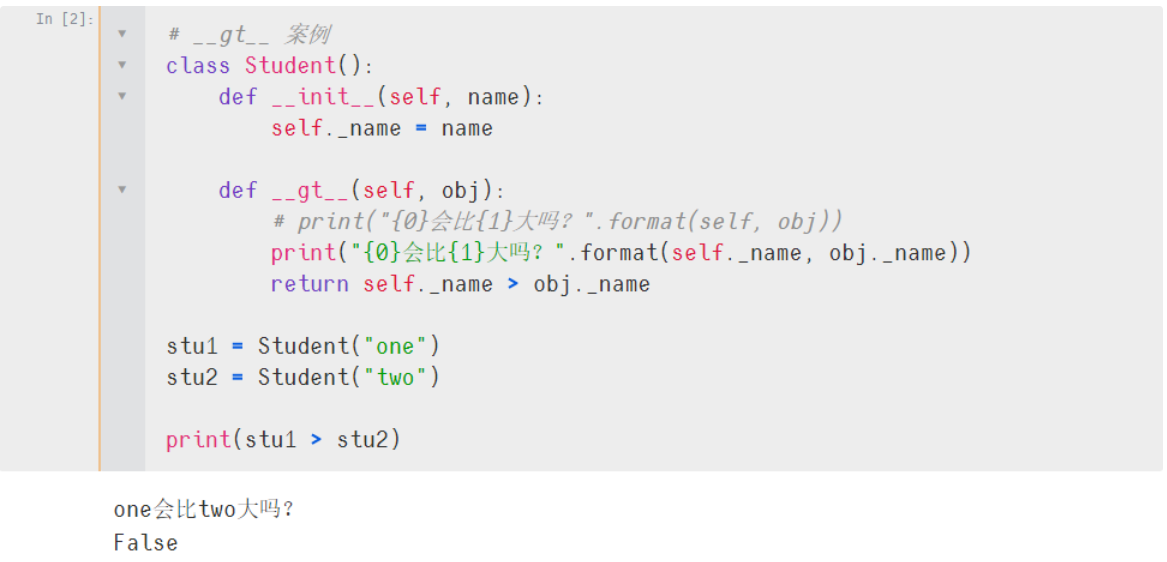 In [2]:
# __gt__ 案例
class Student():
    def __init__(self, name):
        self._name = name
    def __gt__(self, obj):
        # print("{0}会比{1}大吗？".format(self, obj))
        print("{0}会比{1}大吗？".format(self._name, obj._name))
        return self._name > obj._name
stu1 = Student("one")
stu2 = Student("two")
print(stu1 > stu2)
one会比two大吗？
False